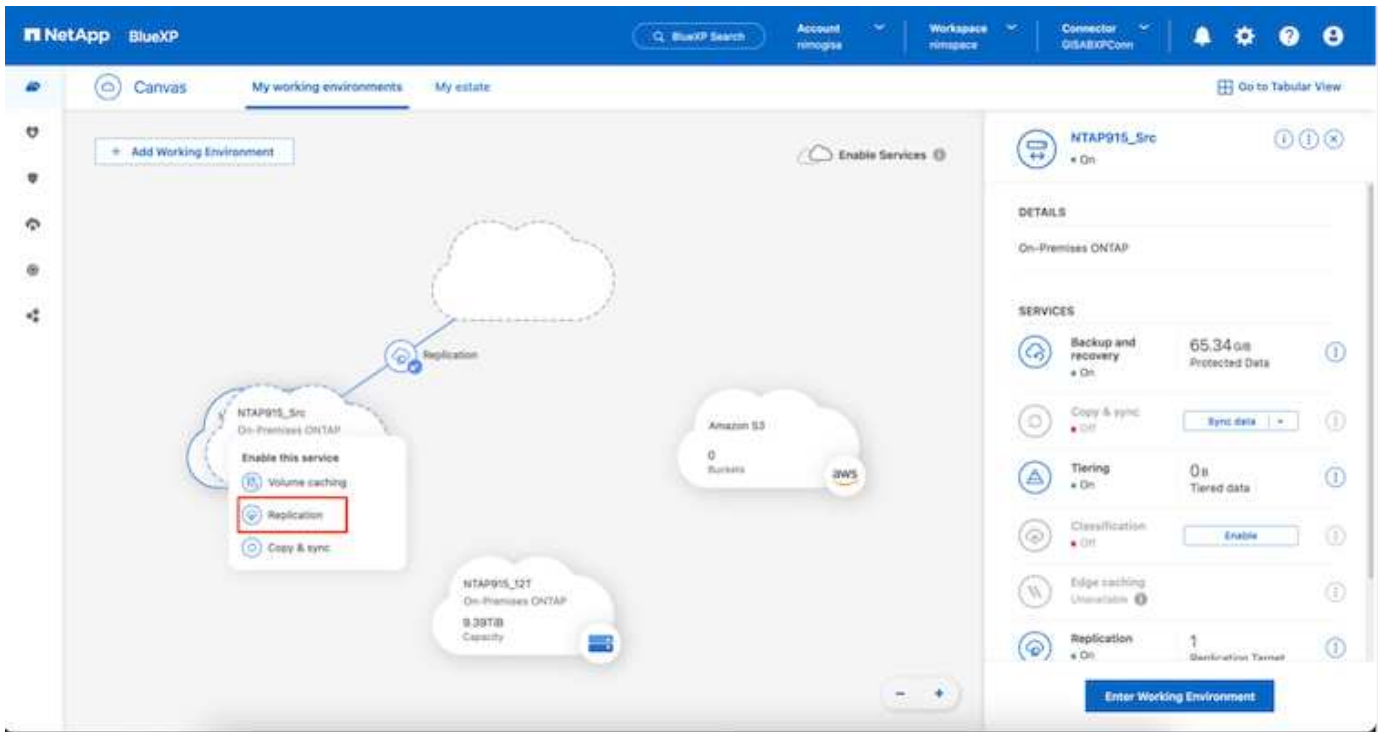 NetApp BlueXP
BlueXP Search
Account
nimogisa
Workspace
nimspace
Connector
GISABXPConn
Canvas
My working environments
My estate
Go to Tabular View
+ Add Working Environment
Enable Services
Replication
NTAP915_Src
On-Premises ONTAP
Enable this service
Volume caching
Replication
Copy & sync
Amazon S3
0
Buckets
aws
NTAP915_12T
On-Premises ONTAP
9.39TiB
Capacity
- +
NTAP915_Src
On
DETAILS
On-Premises ONTAP
SERVICES
Backup and
recovery
On
65.34 GiB
Protected Data
Copy & sync
Off
Sync data
Tiering
On
0 B
Tiered data
Classification
Off
Enable
Edge caching
Unavailable
Replication
On
1
Replication Target
Enter Working Environment